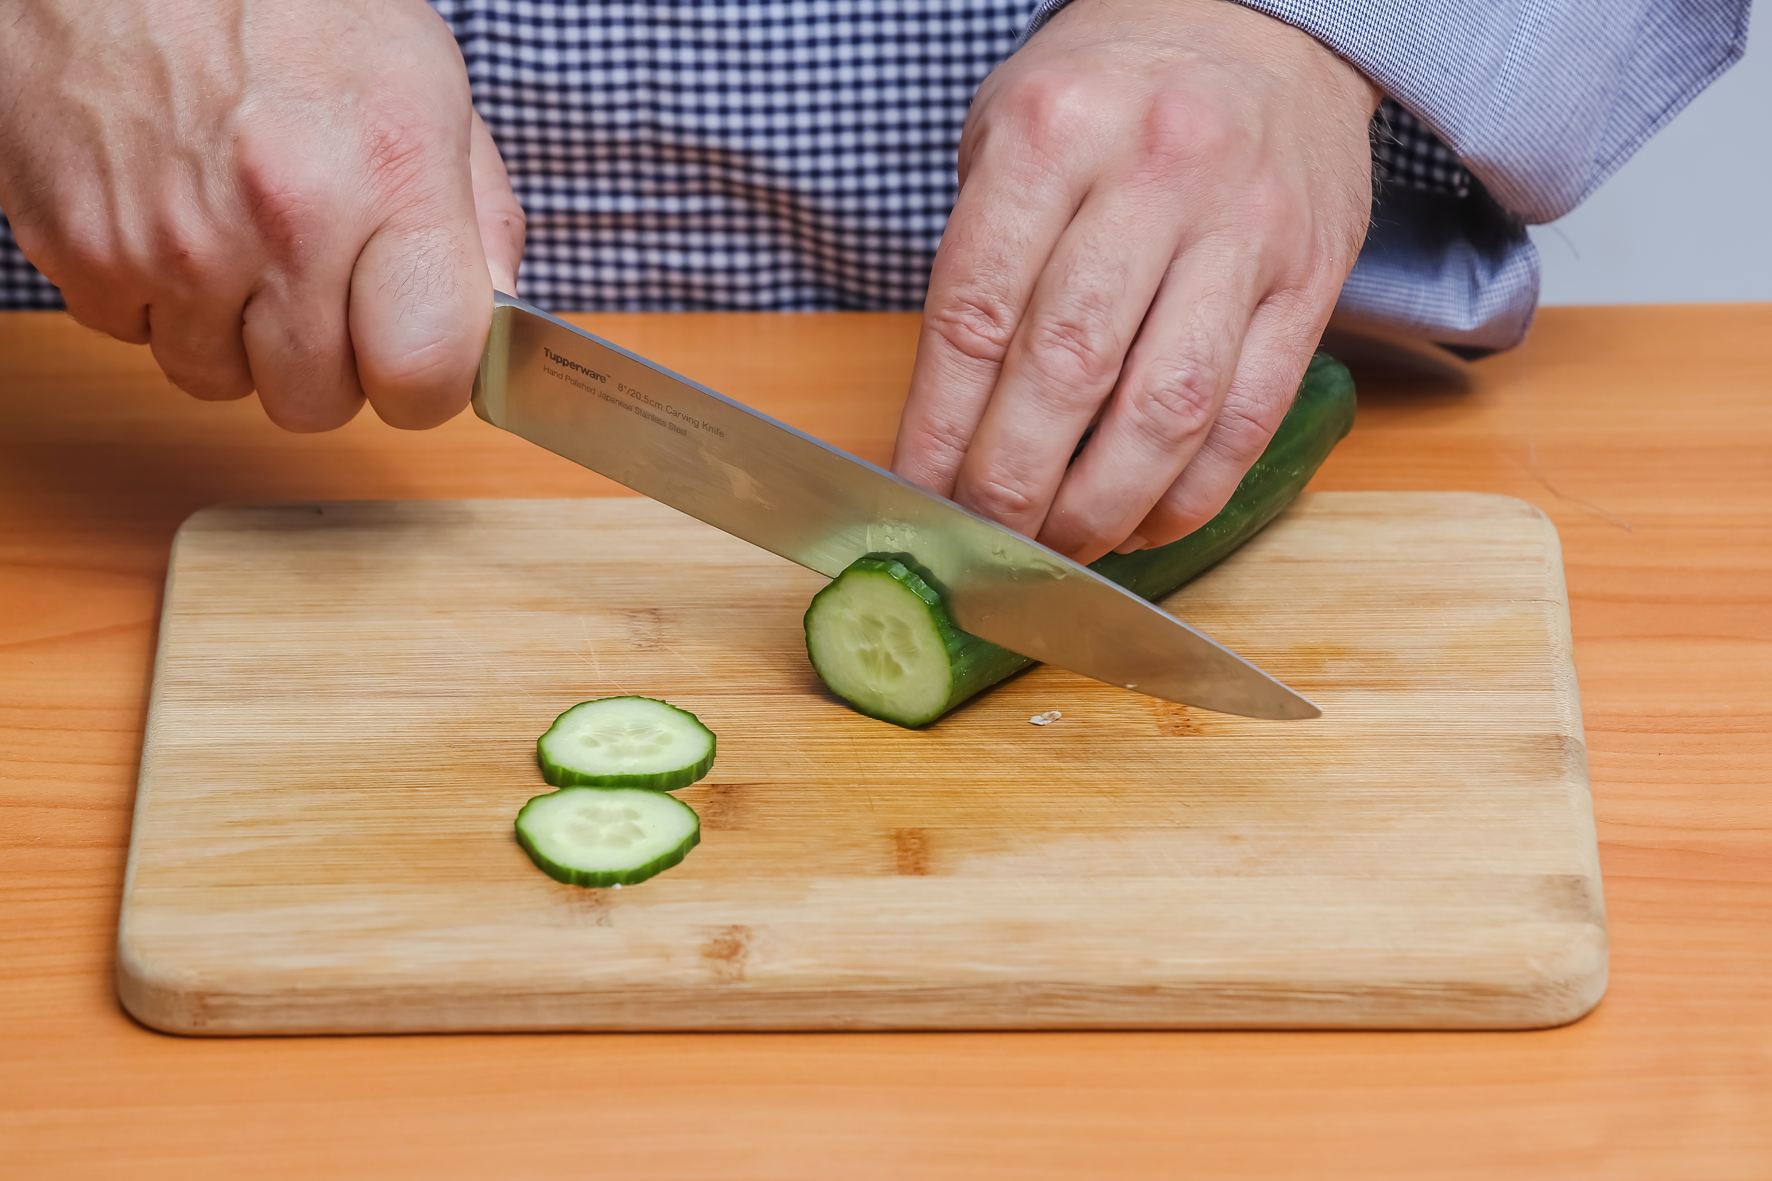 Tupperware™ 8"/20.5cm Carving Knife
Hand Polished Japanese Stainless Steel